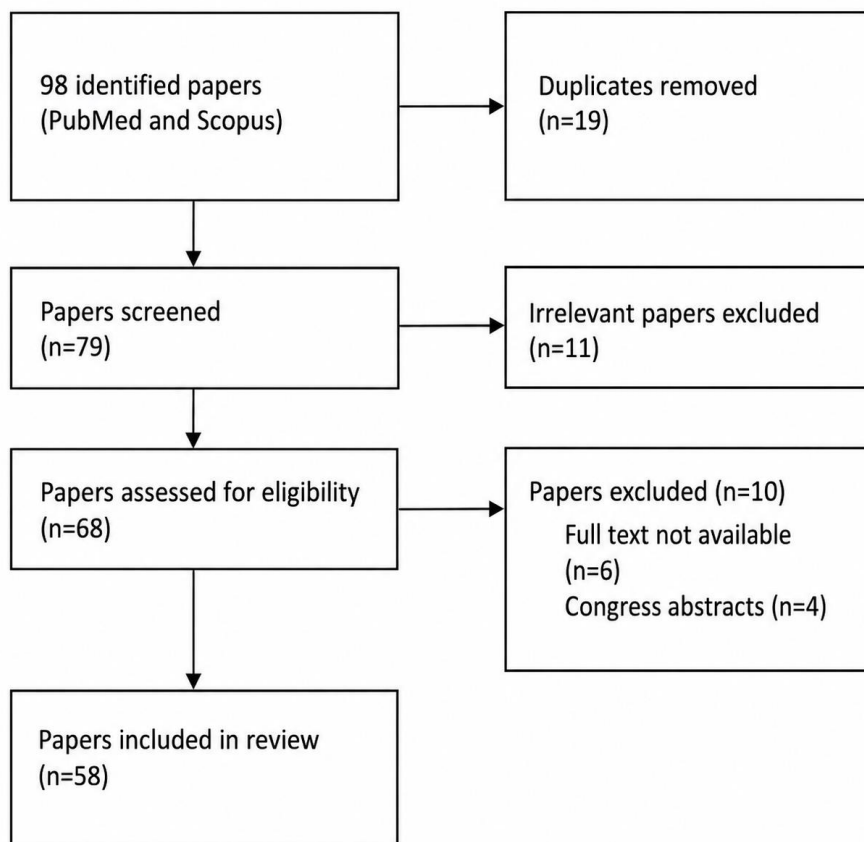 98 identified papers
(PubMed and Scopus)
Duplicates removed
(n=19)
Papers screened
(n=79)
Irrelevant papers excluded
(n=11)
Papers assessed for eligibility
(n=68)
Papers excluded (n=10)
Full text not available
(n=6)
Congress abstracts (n=4)
Papers included in review
(n=58)